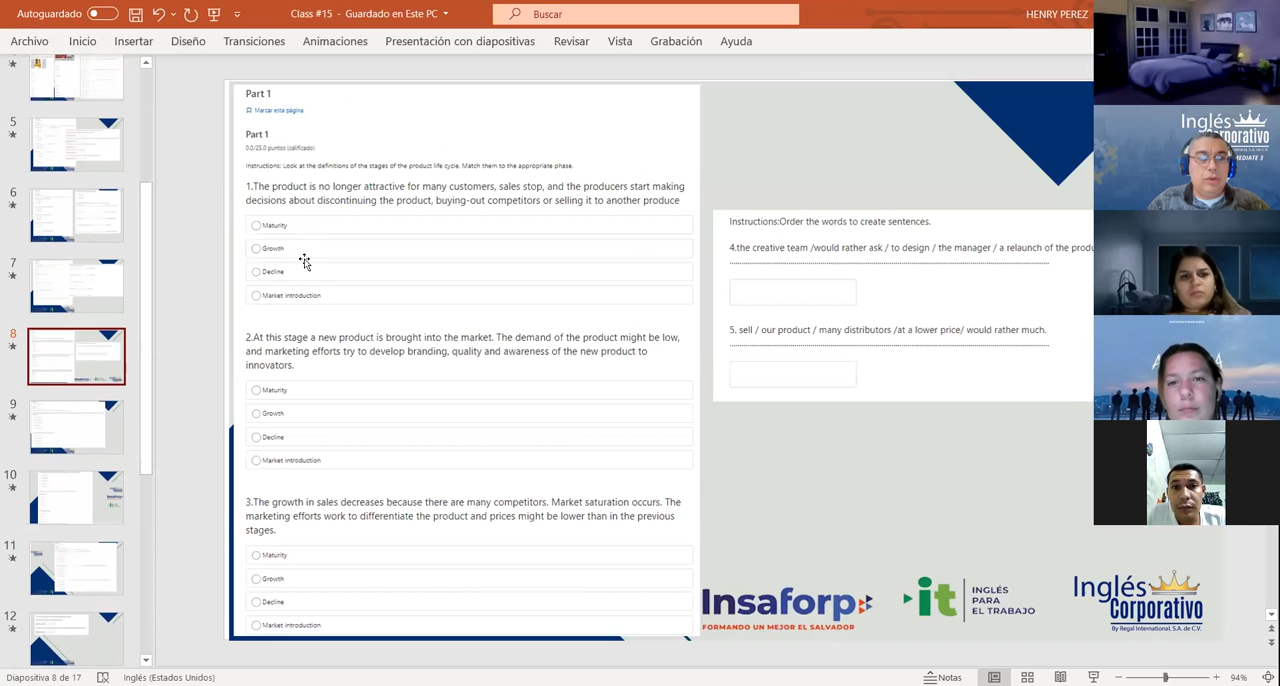 Autoguardado
Class #15 - Guardado en Este PC
Buscar
HENRY PEREZ
Archivo Inicio Insertar Diseño Transiciones Animaciones Presentación con diapositivas Revisar Vista Grabación Ayuda
5
6
7
8
9
10
11
12
Part 1
Marcar esta página
Part 1
0.0/25.0 puntos (calificado)
Instructions: Look at the definitions of the stages of the product life cycle. Match them to the appropriate phase.
1.The product is no longer attractive for many customers, sales stop, and the producers start making
decisions about discontinuing the product, buying-out competitors or selling it to another produce
Maturity
Growth
Decline
Market introduction
2.At this stage a new product is brought into the market. The demand of the product might be low,
and marketing efforts try to develop branding, quality and awareness of the new product to
innovators.
Maturity
Growth
Decline
Market introduction
3.The growth in sales decreases because there are many competitors. Market saturation occurs. The
marketing efforts work to differentiate the product and prices might be lower than in the previous
stages.
Maturity
Growth
Decline
Market introduction
Instructions:Order the words to create sentences.
4.the creative team /would rather ask / to design / the manager / a relaunch of the produ
5. sell / our product / many distributors /at a lower price/ would rather much.
Insaforp
FORMANDO UN MEJOR EL SALVADOR
it
INGLÉS
PARA
EL TRABAJO
Inglés
Corporativo
By Regal International, S.A. de C.V.
Inglés
Corporativo
Diapositiva 8 de 17
Inglés (Estados Unidos)
Notas
94%